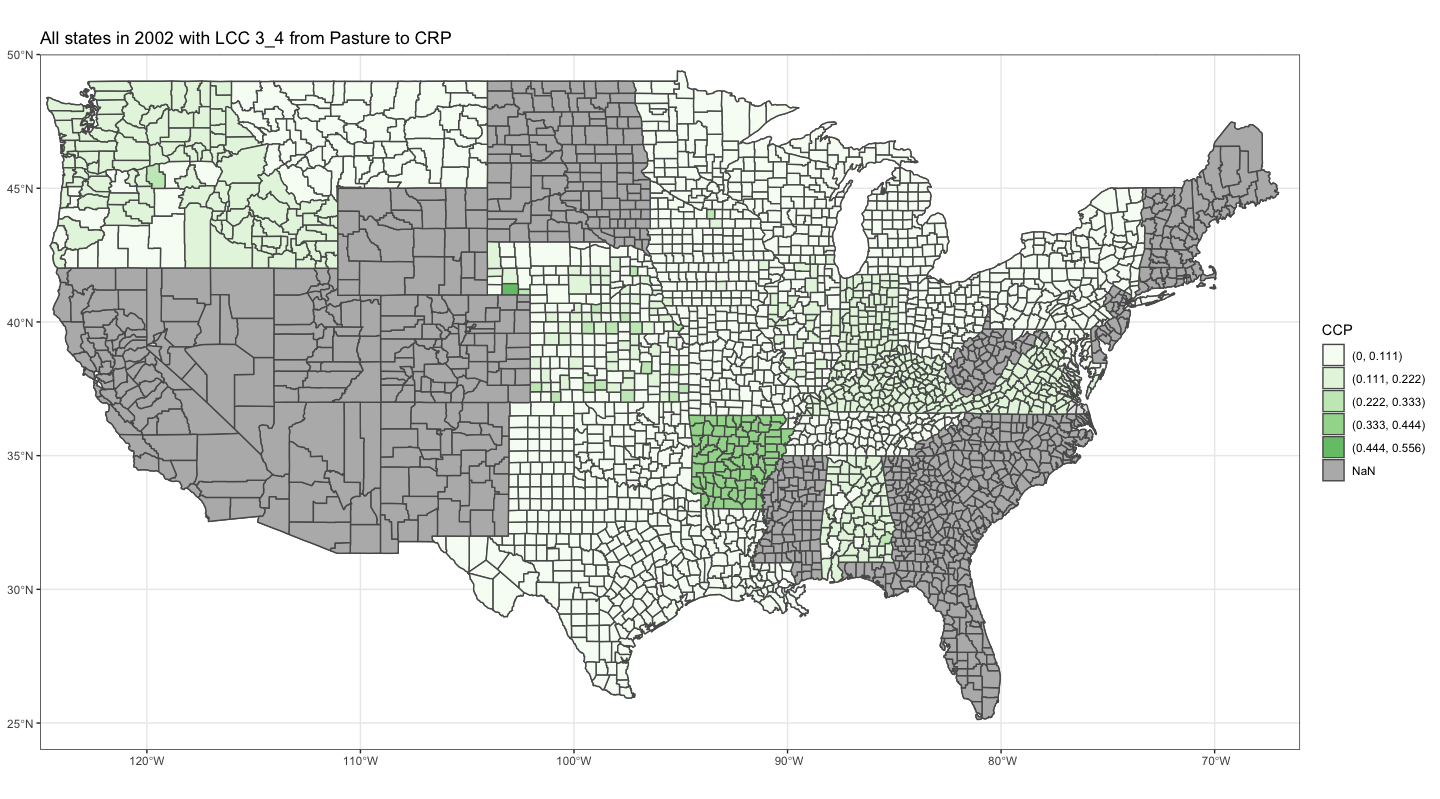 All states in 2002 with LCC 3_4 from Pasture to CRP
50°N
45°N
40°N
35°N
30°N
25°N
120°W
110°W
100°W
90°W
80°W
70°W
CCP
(0, 0.111)
(0.111, 0.222)
(0.222, 0.333)
(0.333, 0.444)
(0.444, 0.556)
NaN